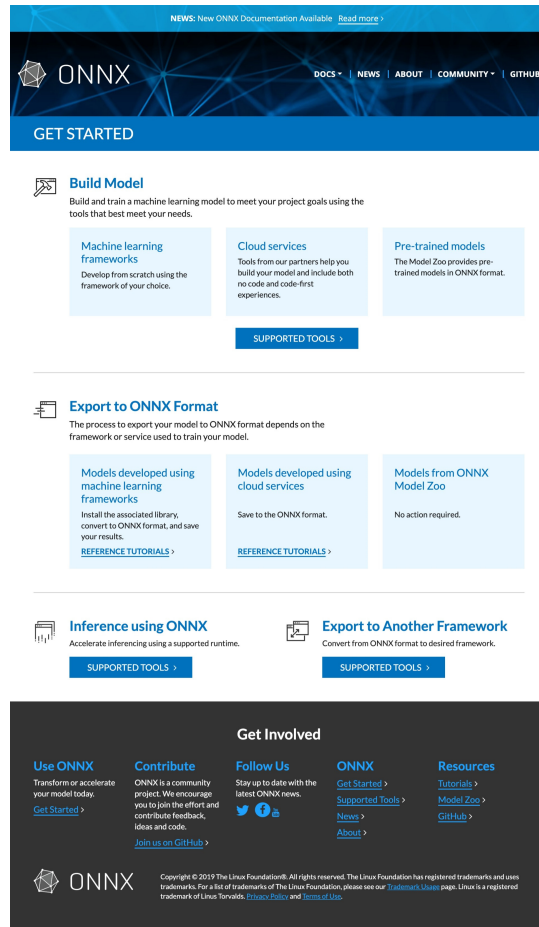 NEWS: New ONNX Documentation Available Read more >
ONNX
DOCS | NEWS | ABOUT | COMMUNITY | GITHUB
GET STARTED
Build Model
Build and train a machine learning model to meet your project goals using the
tools that best meet your needs.
Machine learning
frameworks
Develop from scratch using the
framework of your choice.
Cloud services
Tools from our partners help you
build your model and include both
no code and code-first
experiences.
Pre-trained models
The Model Zoo provides pre-
trained models in ONNX format.
SUPPORTED TOOLS >
Export to ONNX Format
The process to export your model to ONNX format depends on the
framework or service used to train your model.
Models developed using
machine learning
frameworks
Install the associated library,
convert to ONNX format, and save
your results.
REFERENCE TUTORIALS >
Models developed using
cloud services
Save to the ONNX format.
REFERENCE TUTORIALS >
Models from ONNX
Model Zoo
No action required.
Inference using ONNX
Accelerate inferencing using a supported runtime.
SUPPORTED TOOLS >
Export to Another Framework
Convert from ONNX format to desired framework.
SUPPORTED TOOLS >
Get Involved
Use ONNX
Transform or accelerate
your model today.
Get Started >
Contribute
ONNX is a community
project. We encourage
you to join the effort and
contribute feedback,
ideas and code.
Join us on GitHub >
Follow Us
Stay up to date with the
latest ONNX news.
ONNX
Get Started >
Supported Tools >
News >
About >
Resources
Tutorials >
Model Zoo >
GitHub >
ONNX
Copyright © 2019 The Linux Foundation®. All rights reserved. The Linux Foundation has registered trademarks and uses
trademarks. For a list of trademarks of The Linux Foundation, please see our Trademark Usage page. Linux is a registered
trademark of Linus Torvalds. Privacy Policy and Terms of Use.